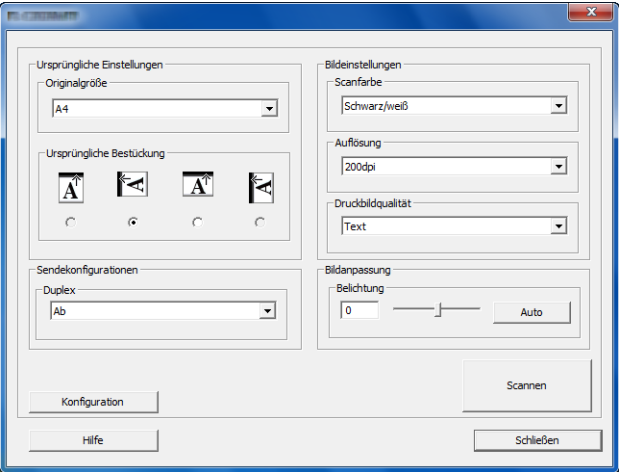 Ursprüngliche Einstellungen
Originalgröße
A4
Ursprüngliche Bestückung
A A A A
Sendekonfigurationen
Duplex
Ab
Bildeinstellungen
Scanfarbe
Schwarz/weiß
Auflösung
200dpi
Druckbildqualität
Text
Bildanpassung
Belichtung
0
Auto
Scannen
Konfiguration
Hilfe
Schließen